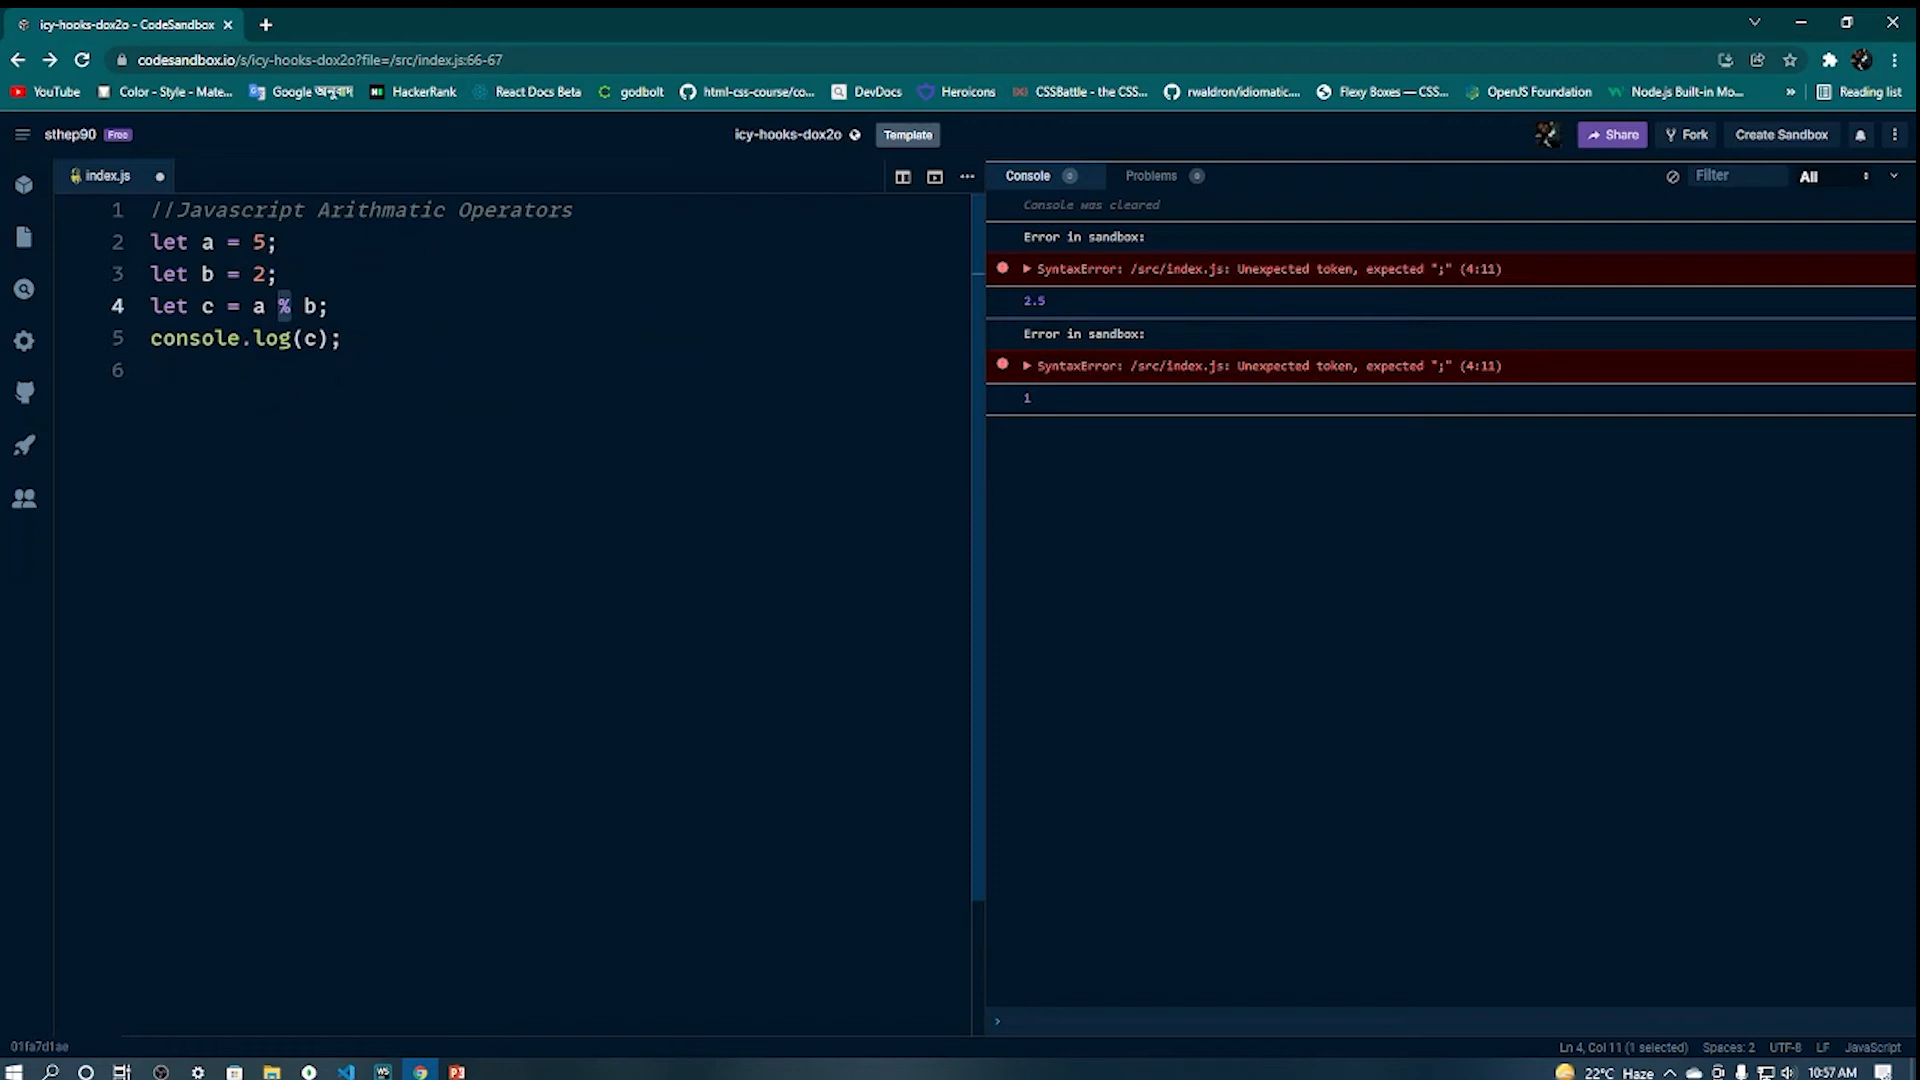 icy-hooks-dox2o - CodeSandbox
codesandbox.io/s/icy-hooks-dox2o?file=/src/index.js:66-67
YouTube Color - Style - Mate... Google অনুবাদ HackerRank React Docs Beta godbolt html-css-course/co... DevDocs Heroicons CSSBattle - the CSS... rwaldron/idiomatic.... Flexy Boxes — CSS... OpenJS Foundation Node.js Built-in Mo... » Reading list
sthep90 Free icy-hooks-dox2o Template Share Fork Create Sandbox
index.js
Console 0 Problems 0 Filter All
1 //Javascript Arithmatic Operators
2 let a = 5;
3 let b = 2;
4 let c = a % b;
5 console.log(c);
6
Console was cleared
Error in sandbox:
SyntaxError: /src/index.js: Unexpected token, expected ";" (4:11)
2.5
Error in sandbox:
SyntaxError: /src/index.js: Unexpected token, expected ";" (4:11)
1
01fa7d1ae Ln 4, Col 11 (1 selected) Spaces: 2 UTF-8 LF JavaScript
22°C Haze 10:57 AM